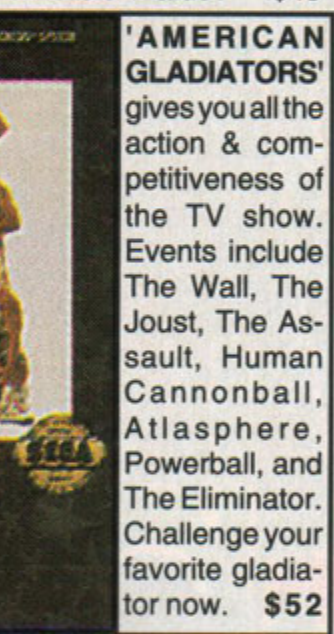 'AMERICAN
GLADIATORS'
gives you all the
action & com-
petitiveness of
the TV show.
Events include
The Wall, The
Joust, The As-
sault, Human
Cannonball,
Atlasphere,
Powerball, and
The Eliminator.
Challenge your
favorite gladia-
tor now. $52
SEGA